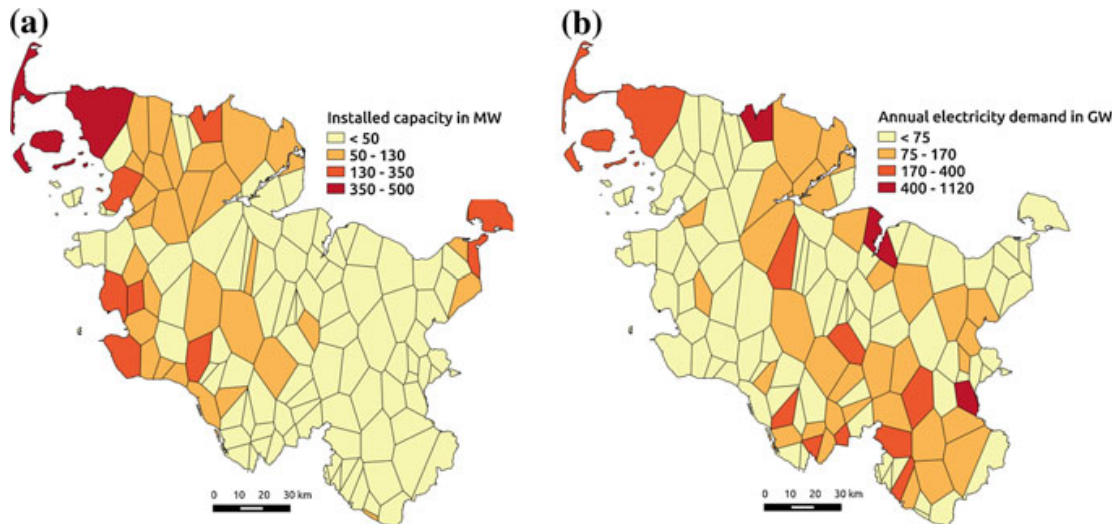 (a)
Installed capacity in MW
< 50
50 - 130
130 - 350
350 - 500
0 10 20 30 km
(b)
Annual electricity demand in GW
< 75
75 - 170
170 - 400
400 - 1120
0 10 20 30 km